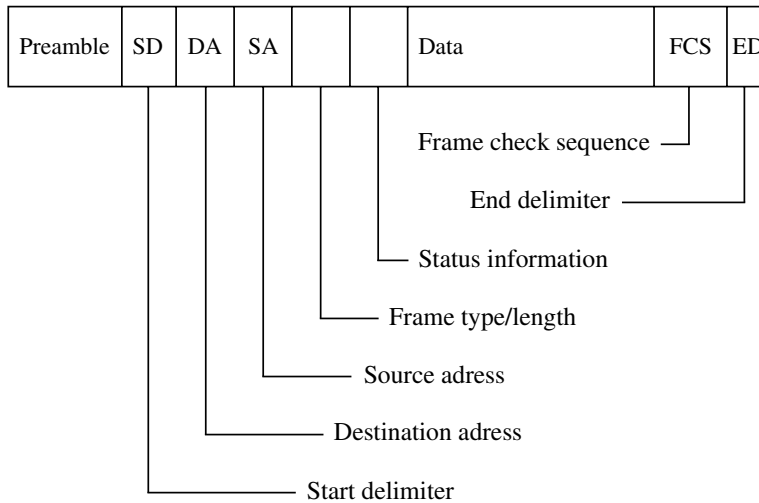 Preamble SD DA SA Data FCS ED
Frame check sequence
End delimiter
Status information
Frame type/length
Source adress
Destination adress
Start delimiter